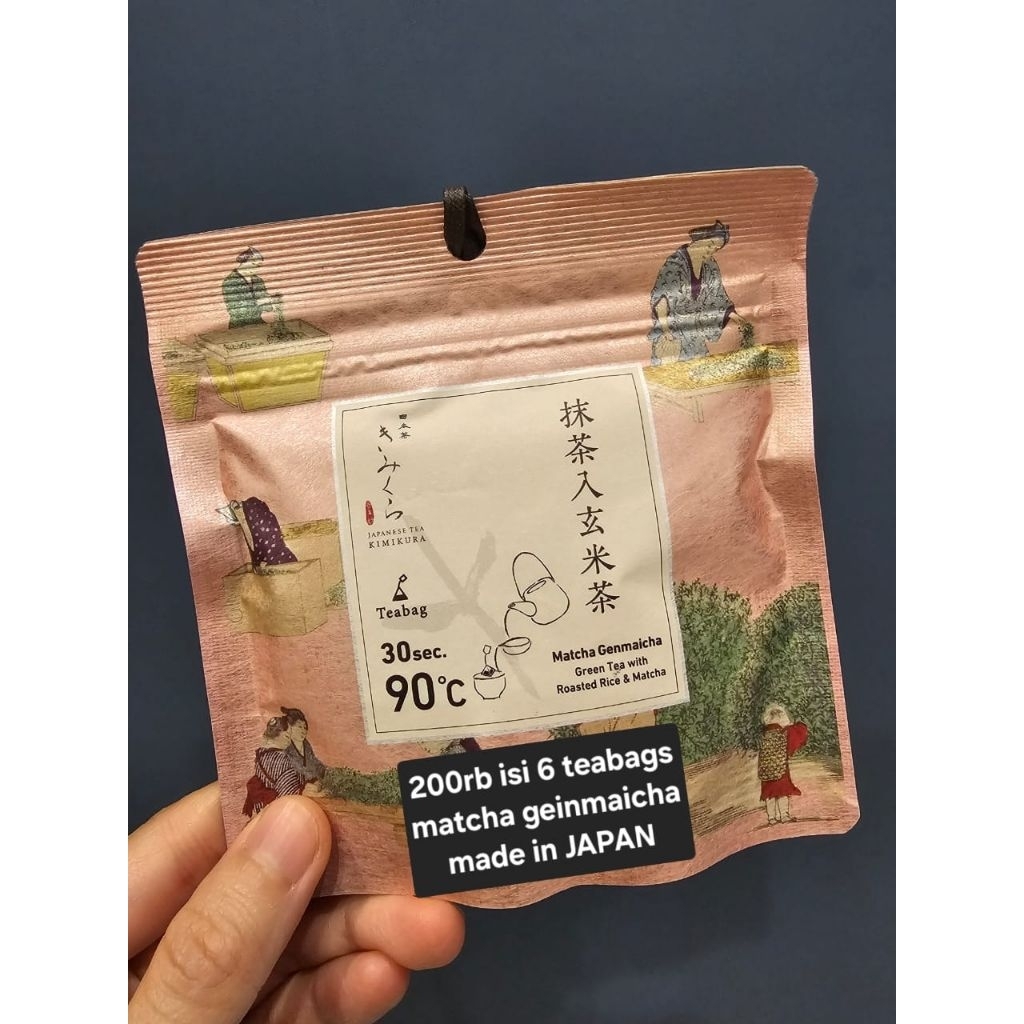 日本茶
きみくら
JAPANESE TEA
KIMIKURA
抹茶入玄米茶
Teabag
30sec.
90℃
Matcha Genmaicha
Green Tea with
Roasted Rice & Matcha
200rb isi 6 teabags
matcha geinmaicha
made in JAPAN